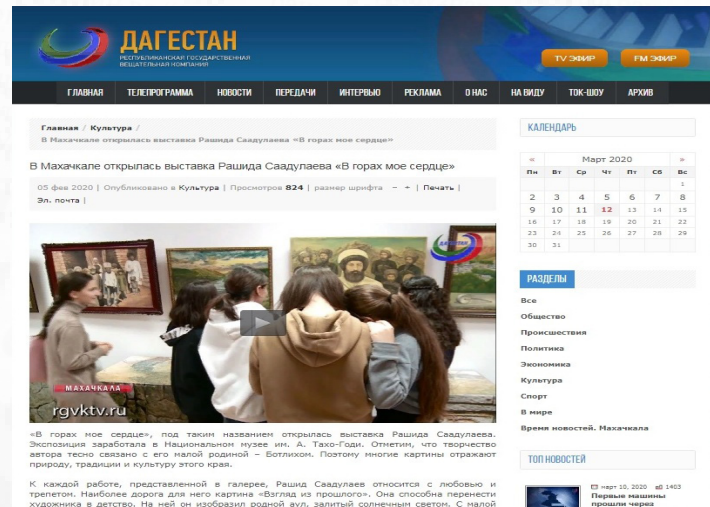 ДАГЕСТАН
РЕСПУБЛИКАНСКАЯ ГОСУДАРСТВЕННАЯ
ВЕЩАТЕЛЬНАЯ КОМПАНИЯ
TV ЭФИР
FM ЭФИР
ГЛАВНАЯ ТЕЛЕПРОГРАММА НОВОСТИ ПЕРЕДАЧИ ИНТЕРВЬЮ РЕКЛАМА О НАС НА ВИДУ ТОК-ШОУ АРХИВ
Главная / Культура /
В Махачкале открылась выставка Рашида Саадулаева «В горах мое сердце»
В Махачкале открылась выставка Рашида Саадулаева «В горах мое сердце»
05 фев 2020 | Опубликовано в Культура | Просмотров 824 | размер шрифта - + | Печать |
Эл. почта |
МАХАЧКАЛА
rgvktv.ru
«В горах мое сердце», под таким названием открылась выставка Рашида Саадулаева.
Экспозиция заработала в Национальном музее им. А. Тахо-Годи. Отметим, что творчество
автора тесно связано с его малой родиной – Ботлихом. Поэтому многие картины отражают
природу, традиции и культуру этого края.
К каждой работе, представленной в галерее, Рашид Саадулаев относится с любовью и
трепетом. Наиболее дорога для него картина «Взгляд из прошлого». Она способна перенести
художника в детство. На ней он изобразил родной аул, залитый солнечным светом. С малой
КАЛЕНДАРЬ
« Март 2020 »
Пн Вт Ср Чт Пт Сб Вс
1
2 3 4 5 6 7 8
9 10 11 12 13 14 15
16 17 18 19 20 21 22
23 24 25 26 27 28 29
30 31
РАЗДЕЛЫ
Все
Общество
Происшествия
Политика
Экономика
Культура
Спорт
В мире
Время новостей. Махачкала
ТОП НОВОСТЕЙ
март 10, 2020 1403
Первые машины
прошли через